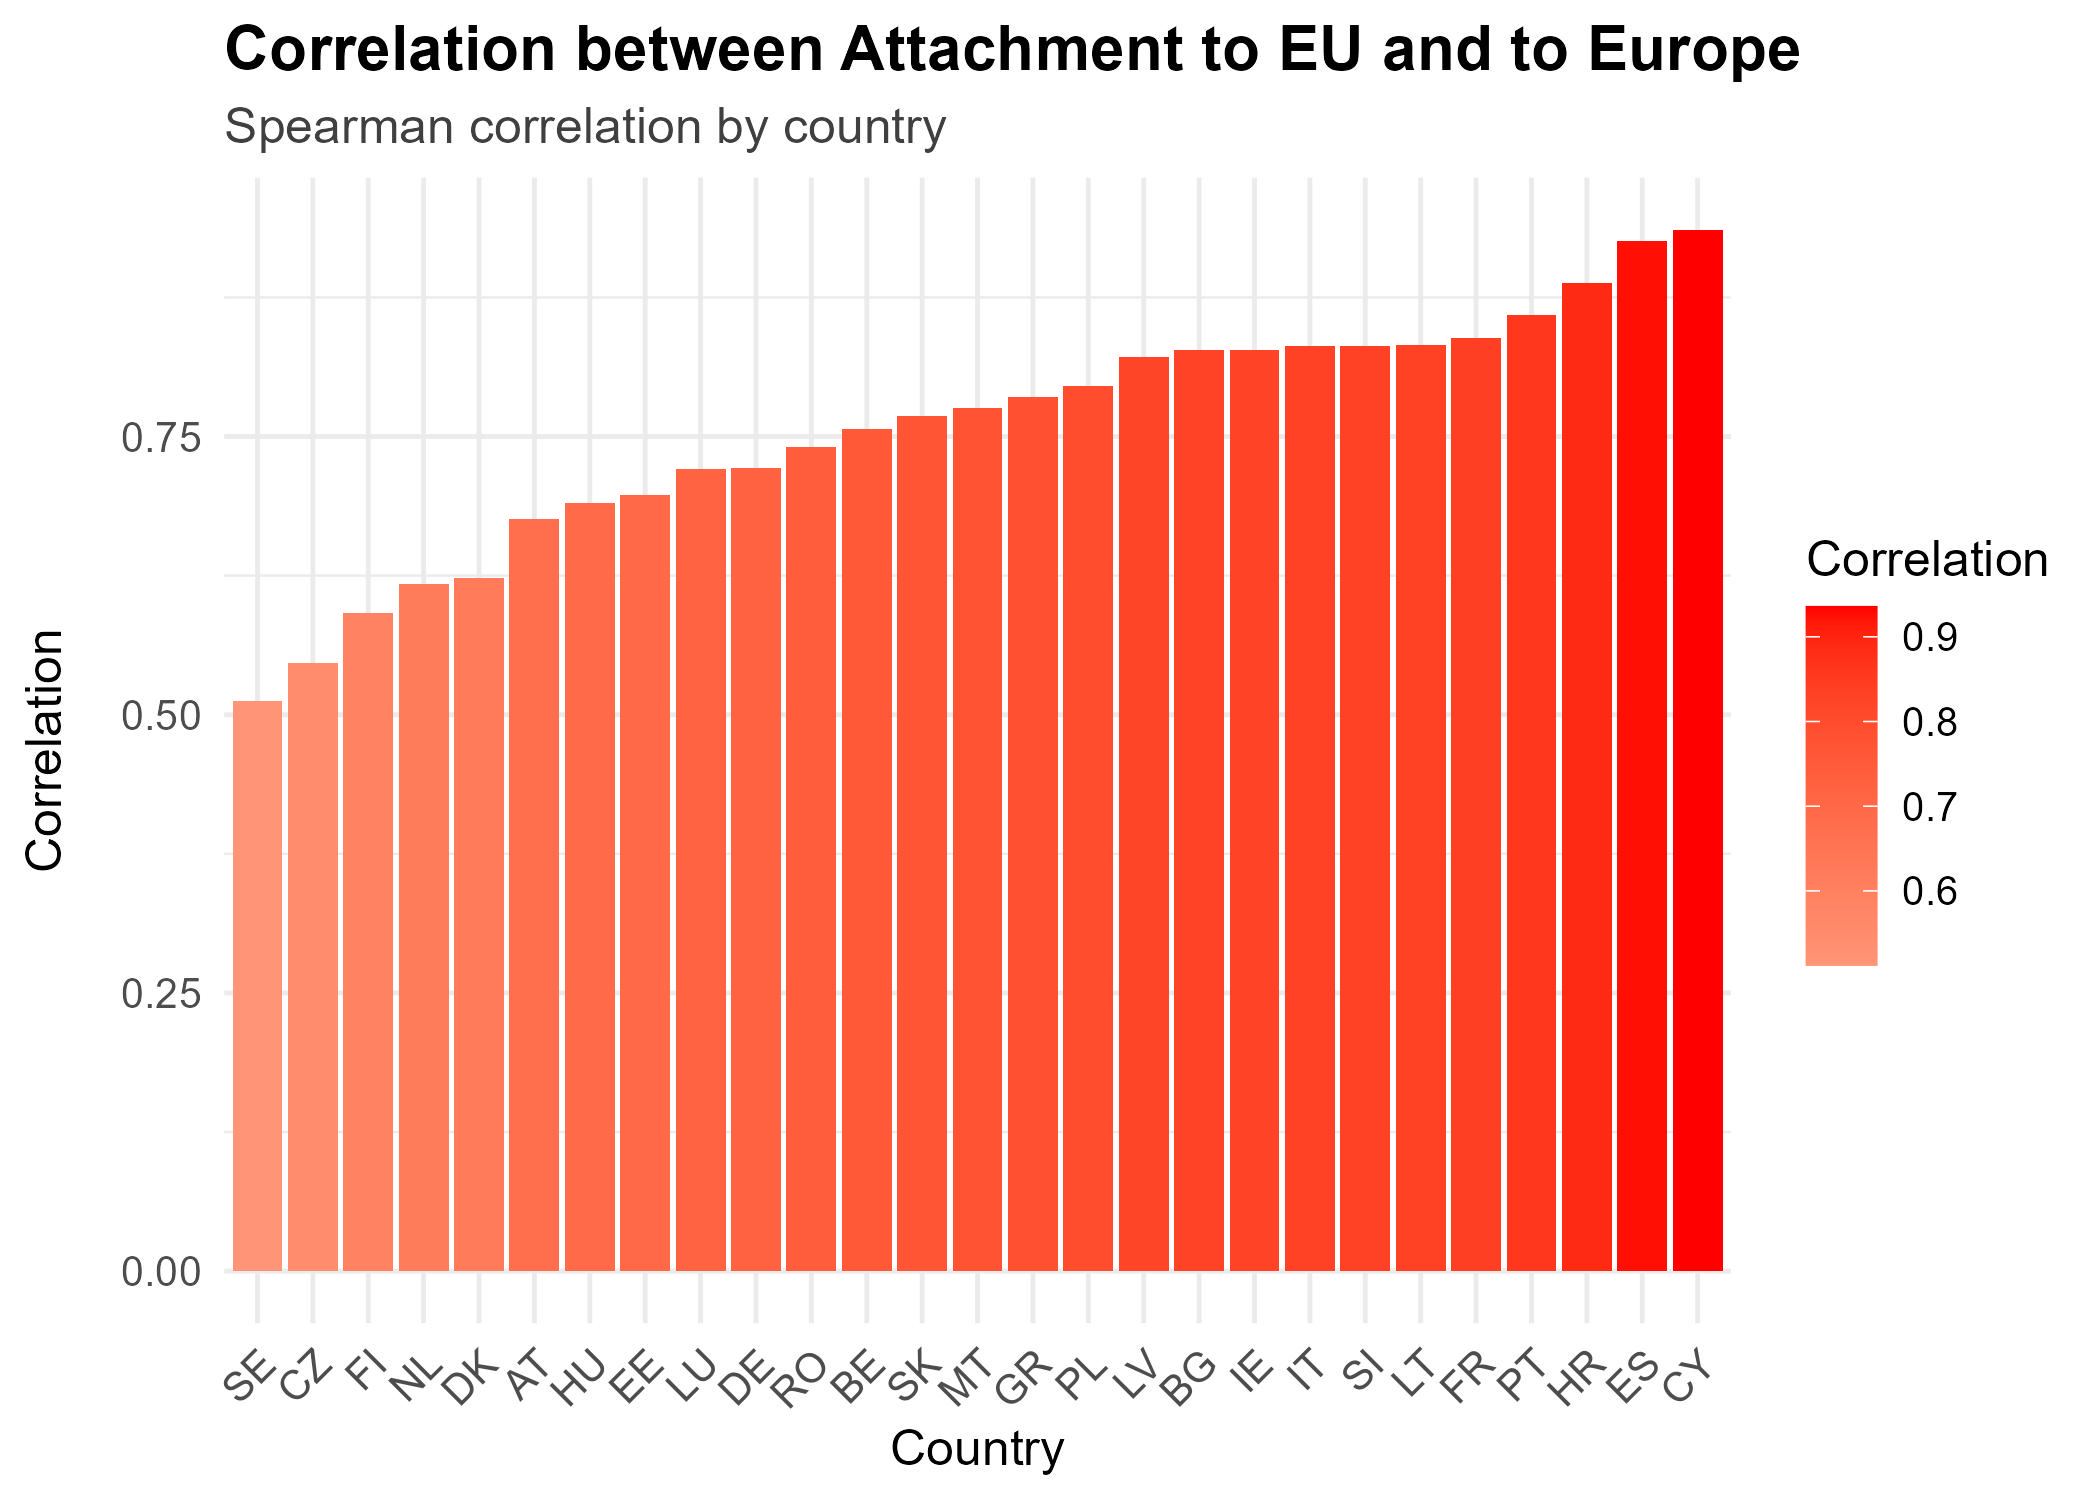 Correlation between Attachment to EU and to Europe
Spearman correlation by country
Correlation
0.75
0.50
0.25
0.00
SE CZ FI NL DK AT HU EE LU DE RO BE SK MT GR PL LV BG IE IT SI LT FR PT HR ES CY
Country
Correlation
0.9
0.8
0.7
0.6